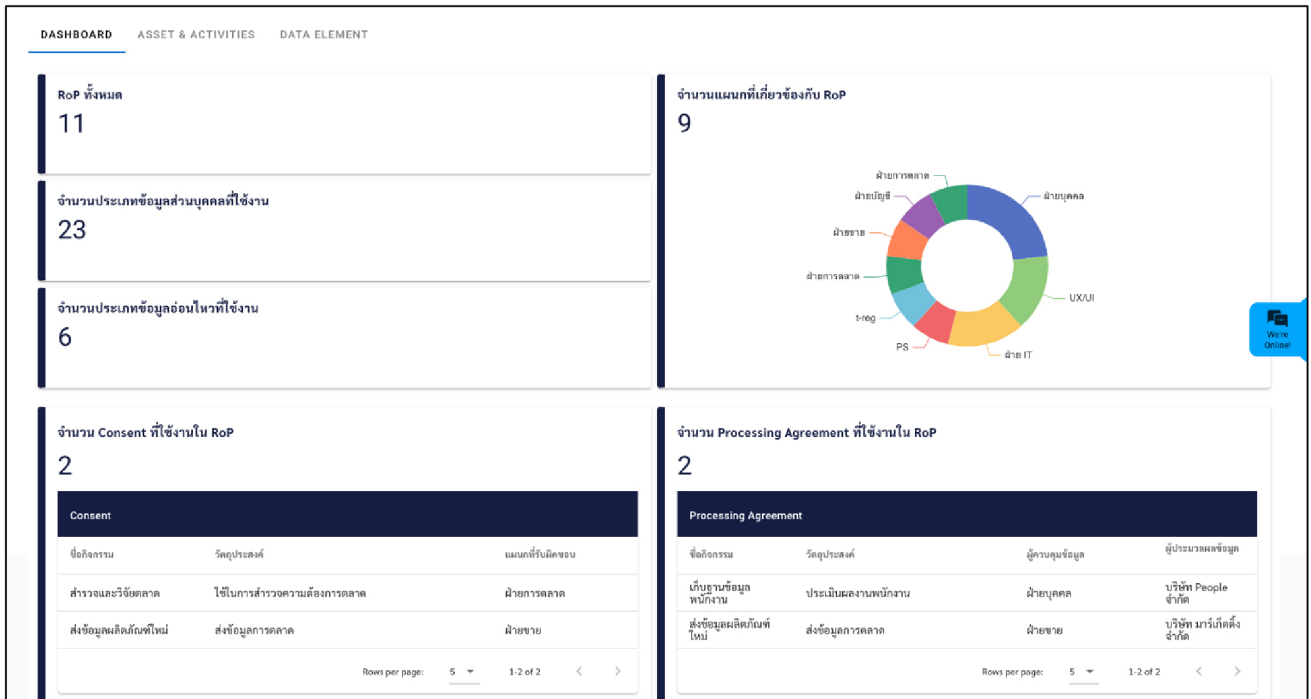 DASHBOARD ASSET & ACTIVITIES DATA ELEMENT
RoP ทั้งหมด
11
จำนวนประเภทข้อมูลส่วนบุคคลที่ใช้งาน
23
จำนวนประเภทข้อมูลอ่อนไหวที่ใช้งาน
6
จำนวนแผนกที่เกี่ยวข้องกับ RoP
9
ฝ่ายการตลาด
ฝ่ายบุคคล
ฝ่ายบัญชี
ฝ่ายขาย
ฝ่ายการตลาด
UX/UI
t-reg
PS
ฝ่าย IT
We're
Online!
จำนวน Consent ที่ใช้งานใน RoP
2
Consent
ชื่อกิจกรรม วัตถุประสงค์ แผนกที่รับผิดชอบ
สำรวจและวิจัยตลาด ใช้ในการสำรวจความต้องการตลาด ฝ่ายการตลาด
ส่งข้อมูลผลิตภัณฑ์ใหม่ ส่งข้อมูลการตลาด ฝ่ายขาย
Rows per page: 5 1-2 of 2
จำนวน Processing Agreement ที่ใช้งานใน RoP
2
Processing Agreement
ชื่อกิจกรรม วัตถุประสงค์ ผู้ควบคุมข้อมูล ผู้ประมวลผลข้อมูล
เก็บฐานข้อมูล
พนักงาน ประเมินผลงานพนักงาน ฝ่ายบุคคล บริษัท People
จำกัด
ส่งข้อมูลผลิตภัณฑ์
ใหม่ ส่งข้อมูลการตลาด ฝ่ายขาย บริษัท มาร์เก็ตติ้ง
จำกัด
Rows per page: 5 1-2 of 2